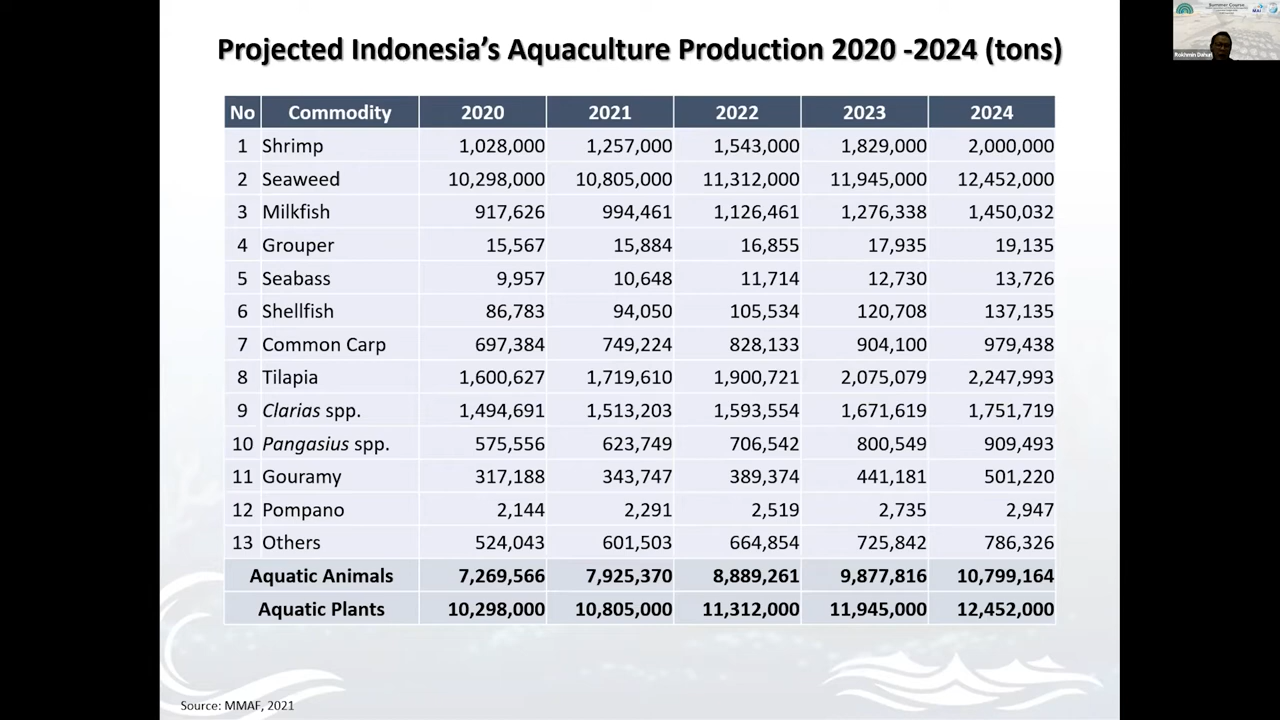 Summer Course
Rokhmin Dahuri
Projected Indonesia's Aquaculture Production 2020 -2024 (tons)
No Commodity 2020 2021 2022 2023 2024
1 Shrimp 1,028,000 1,257,000 1,543,000 1,829,000 2,000,000
2 Seaweed 10,298,000 10,805,000 11,312,000 11,945,000 12,452,000
3 Milkfish 917,626 994,461 1,126,461 1,276,338 1,450,032
4 Grouper 15,567 15,884 16,855 17,935 19,135
5 Seabass 9,957 10,648 11,714 12,730 13,726
6 Shellfish 86,783 94,050 105,534 120,708 137,135
7 Common Carp 697,384 749,224 828,133 904,100 979,438
8 Tilapia 1,600,627 1,719,610 1,900,721 2,075,079 2,247,993
9 Clarias spp. 1,494,691 1,513,203 1,593,554 1,671,619 1,751,719
10 Pangasius spp. 575,556 623,749 706,542 800,549 909,493
11 Gouramy 317,188 343,747 389,374 441,181 501,220
12 Pompano 2,144 2,291 2,519 2,735 2,947
13 Others 524,043 601,503 664,854 725,842 786,326
Aquatic Animals 7,269,566 7,925,370 8,889,261 9,877,816 10,799,164
Aquatic Plants 10,298,000 10,805,000 11,312,000 11,945,000 12,452,000
Source: MMAF, 2021